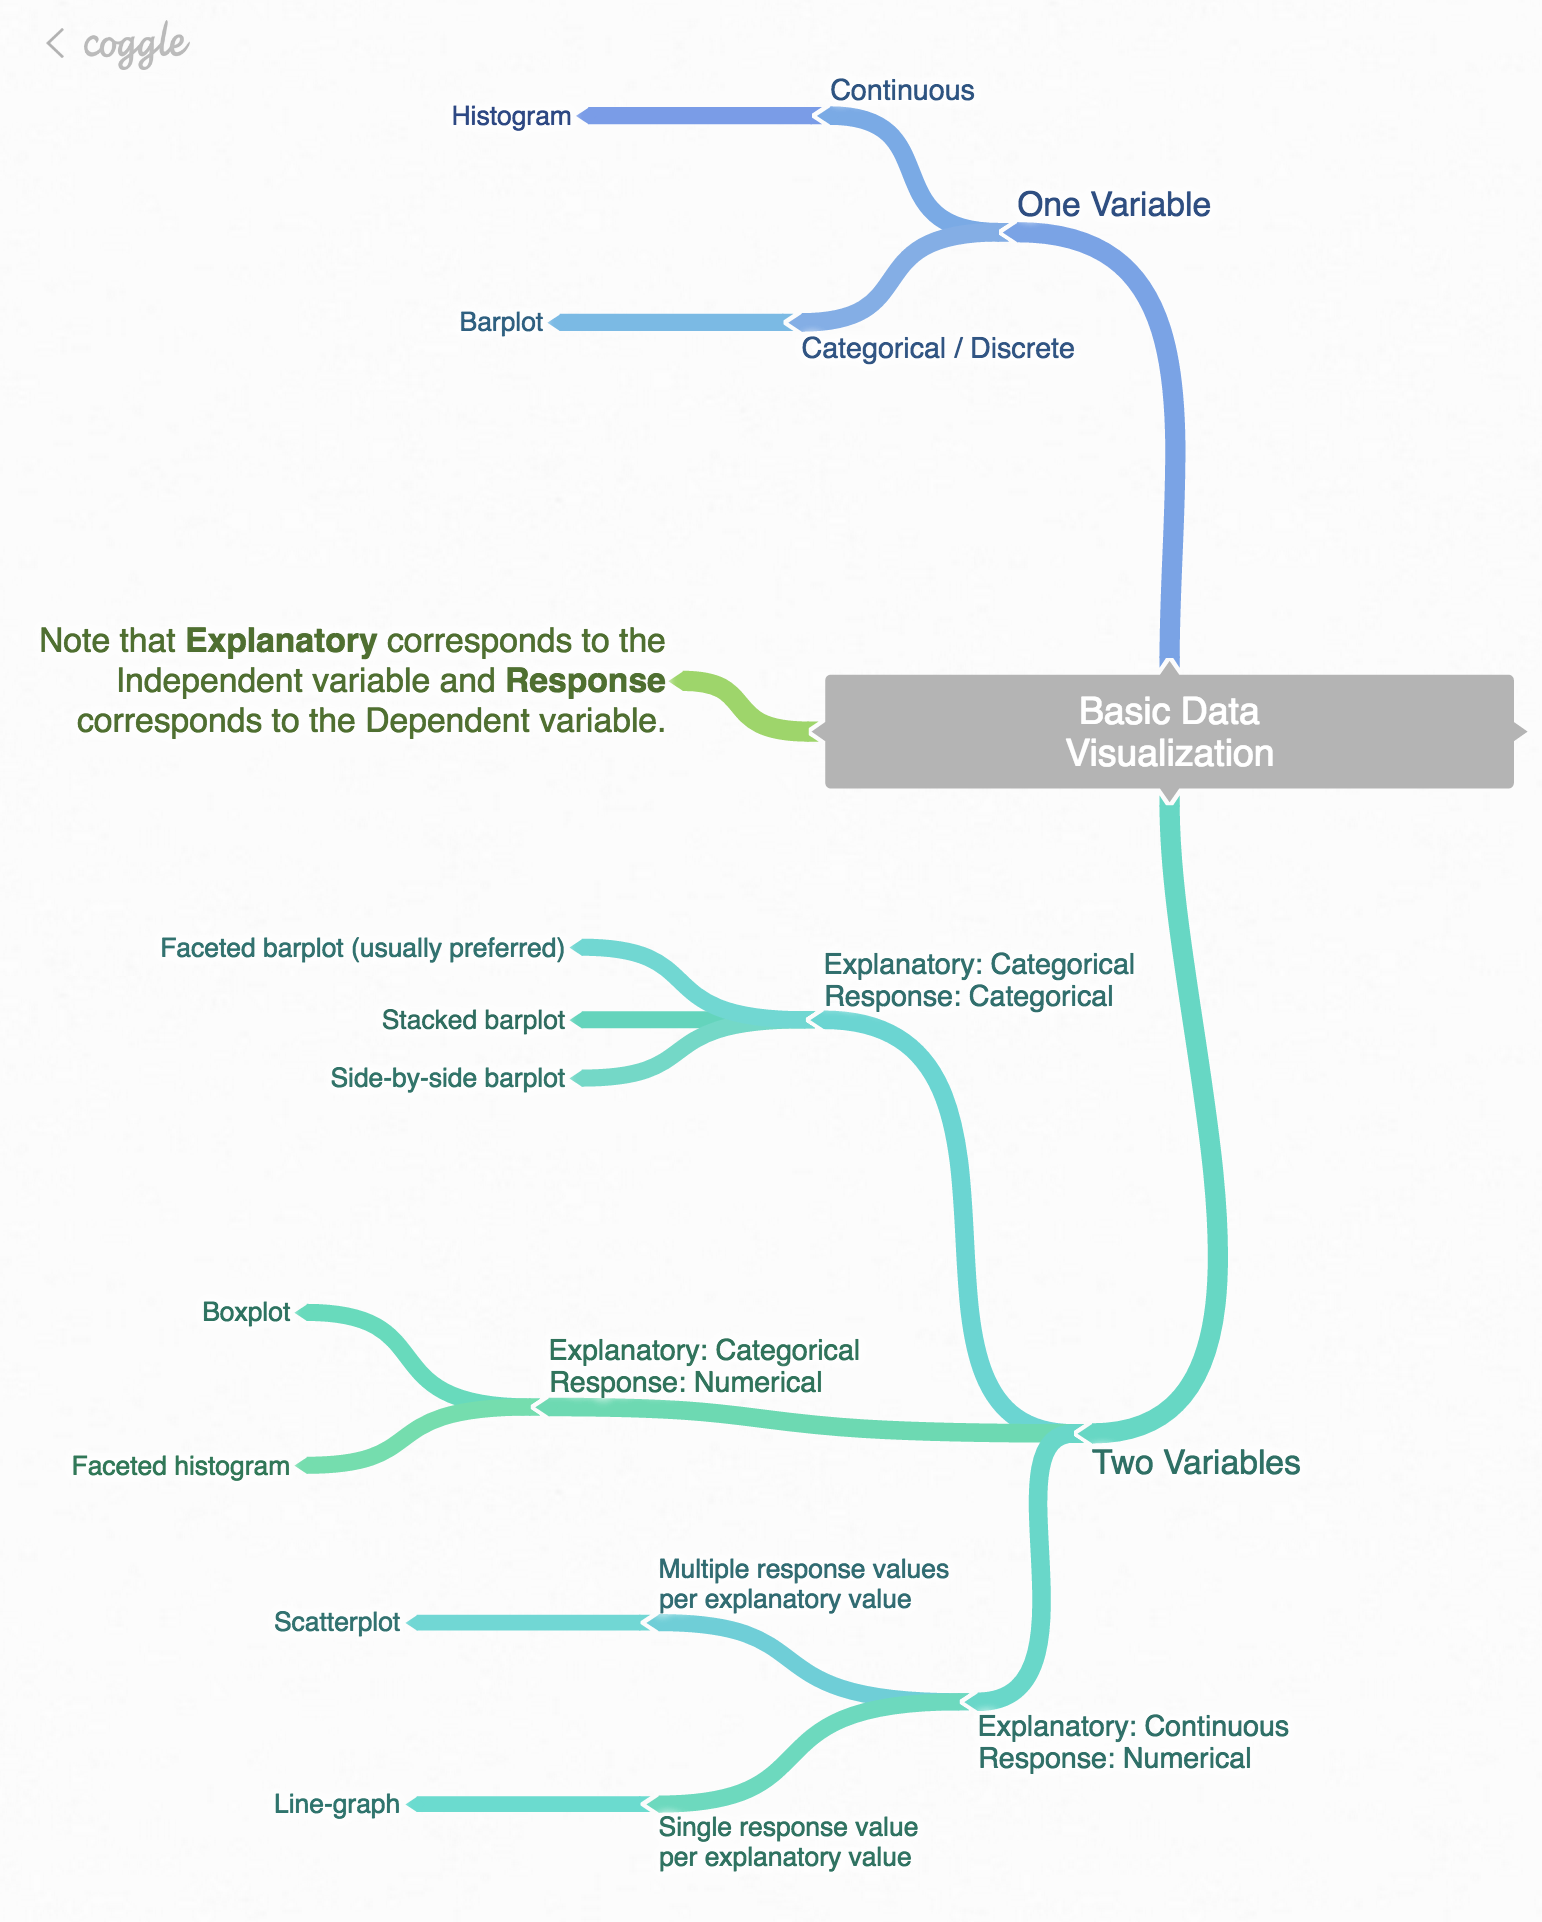 coggle
Continuous
Histogram
One Variable
Barplot
Categorical / Discrete
Note that Explanatory corresponds to the
Independent variable and Response
corresponds to the Dependent variable.
Basic Data
Visualization
Faceted barplot (usually preferred)
Explanatory: Categorical
Response: Categorical
Stacked barplot
Side-by-side barplot
Boxplot
Explanatory: Categorical
Response: Numerical
Faceted histogram
Two Variables
Multiple response values
per explanatory value
Scatterplot
Explanatory: Continuous
Response: Numerical
Line-graph
Single response value
per explanatory value